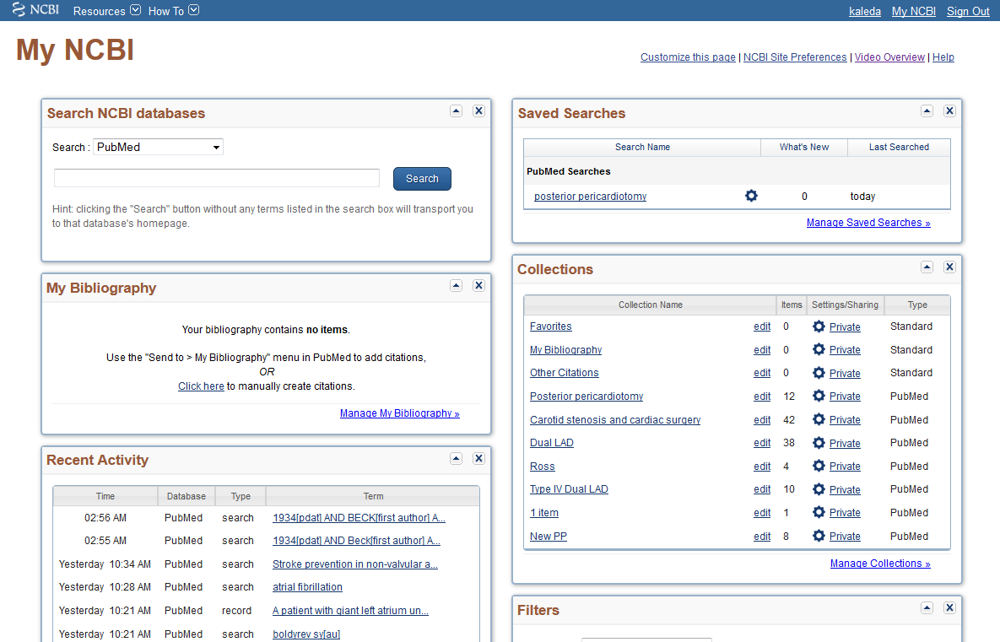 NCBI Resources How To kaleda My NCBI Sign Out
My NCBI
Customize this page | NCBI Site Preferences | Video Overview | Help
Search NCBI databases
Search : PubMed
Search
Hint: clicking the "Search" button without any terms listed in the search box will transport you
to that database's homepage.
My Bibliography
Your bibliography contains no items.
Use the "Send to > My Bibliography" menu in PubMed to add citations,
OR
Click here to manually create citations.
Manage My Bibliography »
Recent Activity
Time Database Type Term
02:56 AM PubMed search 1934[pdat] AND BECK[first author] A...
02:55 AM PubMed search 1934[pdat] AND Beck[first author] A...
Yesterday 10:34 AM PubMed search Stroke prevention in non-valvular a...
Yesterday 10:28 AM PubMed search atrial fibrillation
Yesterday 10:21 AM PubMed record A patient with giant left atrium un...
Yesterday 10:21 AM PubMed search boldyrev sy[au]
Saved Searches
Search Name What's New Last Searched
PubMed Searches
posterior pericardiotomy 0 today
Manage Saved Searches »
Collections
Collection Name Items Settings/Sharing Type
Favorites edit 0 Private Standard
My Bibliography edit 0 Private Standard
Other Citations edit 0 Private Standard
Posterior pericardiotomy edit 12 Private PubMed
Carotid stenosis and cardiac surgery edit 42 Private PubMed
Dual LAD edit 38 Private PubMed
Ross edit 4 Private PubMed
Type IV Dual LAD edit 10 Private PubMed
1 item edit 1 Private PubMed
New PP edit 8 Private PubMed
Manage Collections »
Filters